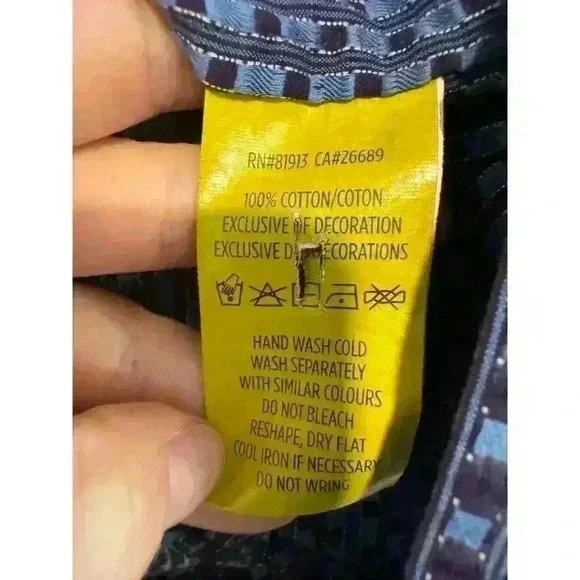 RN#81913 CA#26689
100% COTTON/COTON
EXCLUSIVE OF DECORATION
EXCLUSIVE DECORATIONS
HAND WASH COLD
WASH SEPARATELY
WITH SIMILAR COLOURS
DO NOT BLEACH
RESHAPE, DRY FLAT
COOL IRON IF NECESSARY
DO NOT WRING